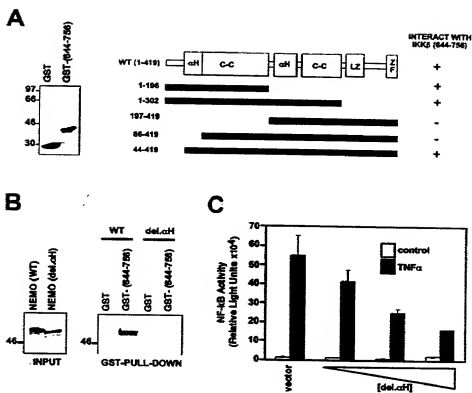 A
GST
GST-(644-756)
97
66
46
30
INTERACT WITH
IKKβ (644-756)
WT (1-419)
αH
C-C
αH
C-C
LZ
ZF
+
1-196
+
1-302
+
197-419
-
86-419
-
44-419
+
B
WT
del.αH
NEMO (WT)
NEMO (del.αH)
GST
GST- (644-756)
GST
GST- (644-756)
46
46
INPUT
GST-PULL-DOWN
C
NF-kB Activity
(Relative Light Units x10⁴)
70
60
50
40
30
20
10
0
control
TNFα
vector
[del.αH]